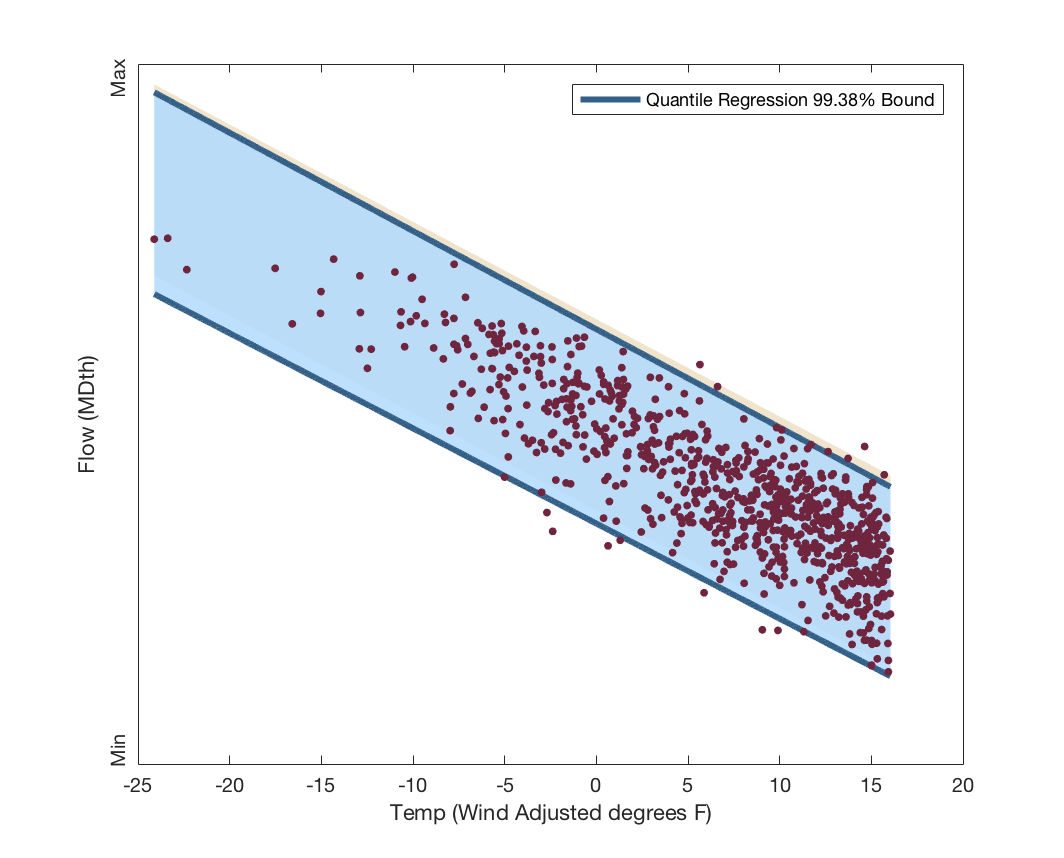 Max
Quantile Regression 99.38% Bound
Flow (MDth)
Min
-25 -20 -15 -10 -5 0 5 10 15 20
Temp (Wind Adjusted degrees F)